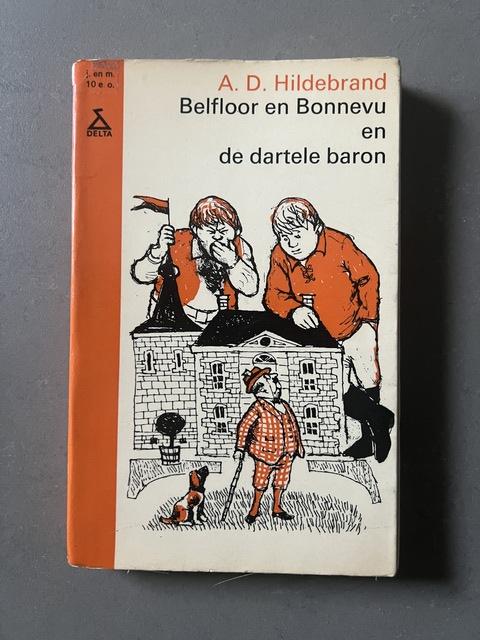 j. en m.
10 e o.
DELTA
A. D. Hildebrand
Belfloor en Bonnevu
en
de dartele baron